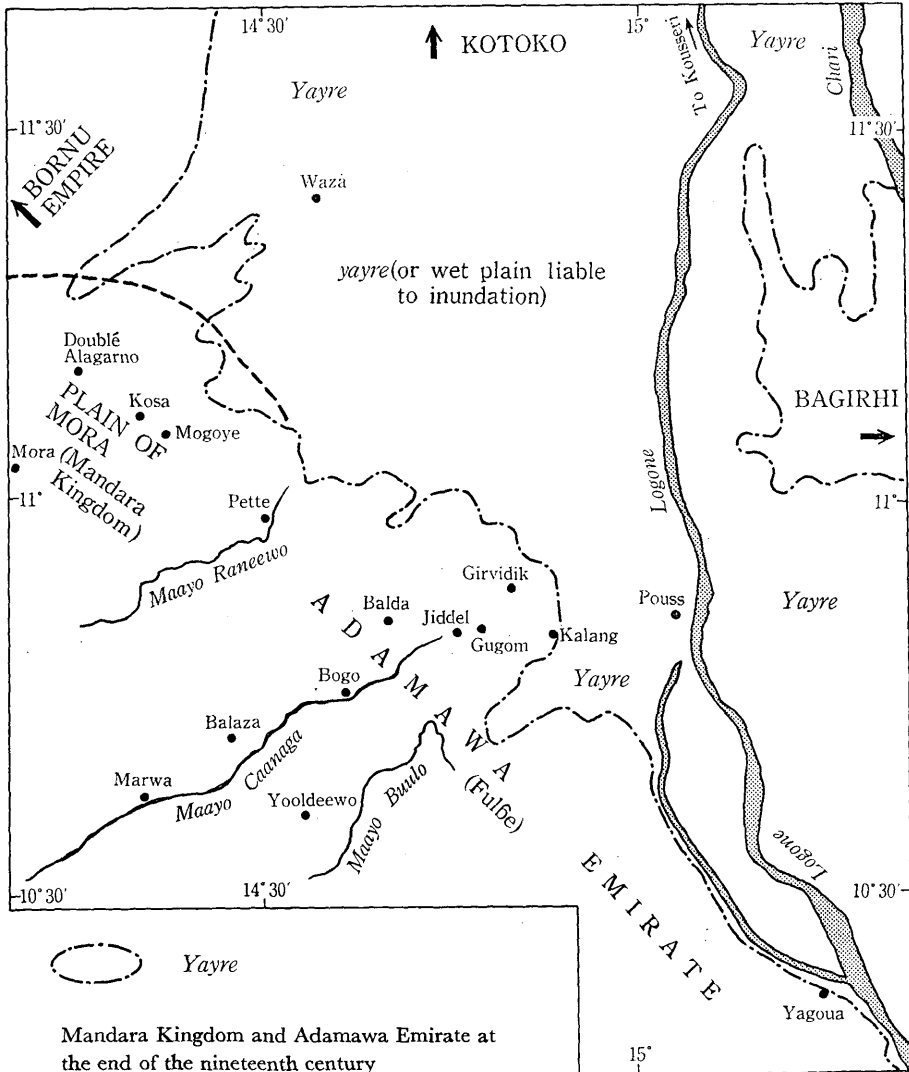 14°30′
15°
KOTOKO
Yayre
To Kousseri
Yayre
Chari
11°30′
11°30′
BORNU
EMPIRE
Waza
yayre (or wet plain liable
to inundation)
Doublé
Alagarno
Kosa
Mogoye
PLAIN OF
MORA
(Mandara
Kingdom)
Mora
BAGIRHI
Logone
11°
11°
Pette
Maayo Raneewo
Girvidik
Balda
Jiddel
Gugom
Kalang
Pouss
Yayre
ADAMAWA
(Fulɓe)
Yayre
Bogo
Balaza
Maayo Caanaga
Marwa
Yooldeewo
Maayo Buulo
Logone
10°30′
14°30′
10°30′
EMIRATE
Yagoua
15°
Yayre
Mandara Kingdom and Adamawa Emirate at
the end of the nineteenth century